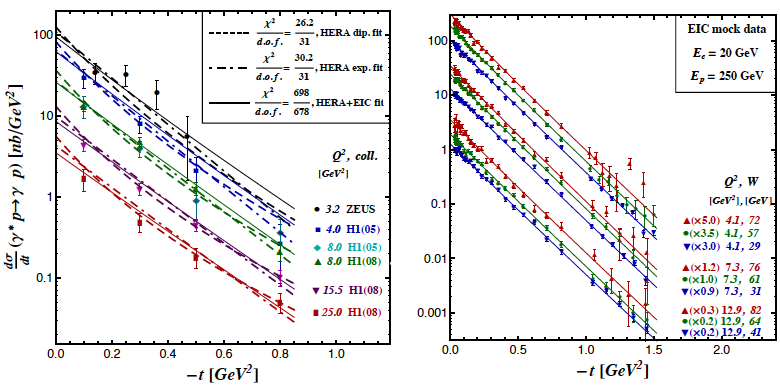 χ² / d.o.f. = 26.2 / 31 , HERA dip. fit
χ² / d.o.f. = 30.2 / 31 , HERA exp. fit
χ² / d.o.f. = 698 / 678 , HERA+EIC fit
Q², coll.
[GeV²]
3.2 ZEUS
4.0 H1(05)
8.0 H1(05)
8.0 H1(08)
15.5 H1(08)
25.0 H1(08)
100
10
1
0.1
dσ/dt (γ* p→γ p) [nb/GeV²]
0.0 0.2 0.4 0.6 0.8 1.0
−t [GeV²]
EIC mock data
E_e = 20 GeV
E_p = 250 GeV
Q², W
[GeV²], [GeV]
(×5.0) 4.1, 72
(×3.5) 4.1, 57
(×3.0) 4.1, 29
(×1.2) 7.3, 76
(×1.0) 7.3, 61
(×0.9) 7.3, 31
(×0.3) 12.9, 82
(×0.2) 12.9, 64
(×0.2) 12.9, 41
100
10
1
0.1
0.01
0.001
0.0 0.5 1.0 1.5 2.0
−t [GeV²]